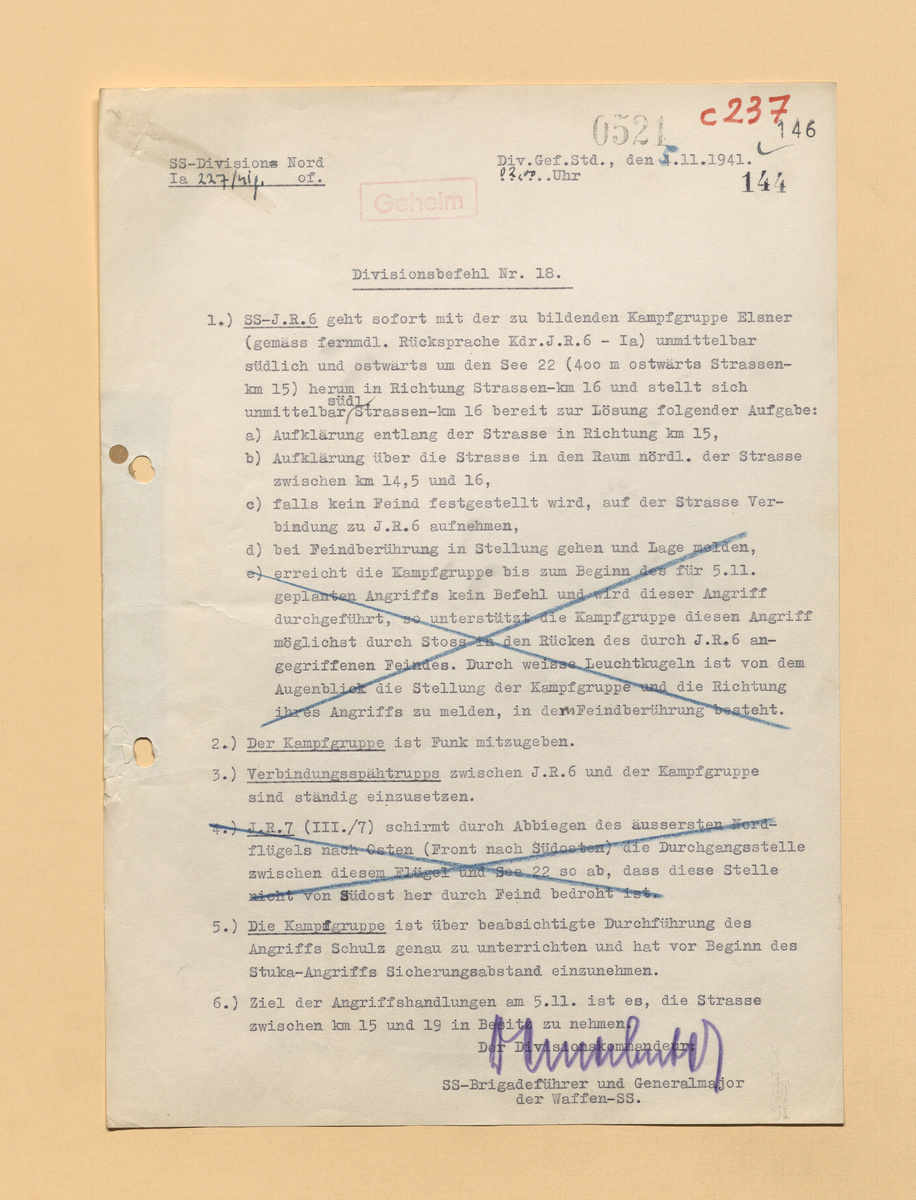 c 237
0521
146
SS-Division Nord
Div.Gef.Std., den 5.11.1941.
Ia 227/ of.
02,00..Uhr
144
Geheim
Divisionsbefehl Nr. 18.
1.) SS-J.R.6 geht sofort mit der zu bildenden Kampfgruppe Elsner
(gemäss fernmdl. Rücksprache Kdr.J.R.6 - Ia) unmittelbar
südlich und ostwärts um den See 22 (4oo m ostwärts Strassen-
km 15) herum in Richtung Strassen-km 16 und stellt sich
südl.
unmittelbar/Strassen-km 16 bereit zur Lösung folgender Aufgabe:
a) Aufklärung entlang der Strasse in Richtung km 15,
b) Aufklärung über die Strasse in den Raum nördl. der Strasse
zwischen km 14,5 und 16,
c) falls kein Feind festgestellt wird, auf der Strasse Ver-
bindung zu J.R.6 aufnehmen,
d) bei Feindberührung in Stellung gehen und Lage melden,
e) erreicht die Kampfgruppe bis zum Beginn des für 5.11.
geplanten Angriffs kein Befehl und wird dieser Angriff
durchgeführt, so unterstützt die Kampfgruppe diesen Angriff
möglichst durch Stoss in den Rücken des durch J.R.6 an-
gegriffenen Feindes. Durch weisse Leuchtkugeln ist von dem
Augenblick die Stellung der Kampfgruppe und die Richtung
ihres Angriffs zu melden, in dem Feindberührung besteht.
2.) Der Kampfgruppe ist Funk mitzugeben.
3.) Verbindungsspähtrupps zwischen J.R.6 und der Kampfgruppe
sind ständig einzusetzen.
4.) J.R.7 (III./7) schirmt durch Abbiegen des äussersten Nord-
flügels nach Osten (Front nach Südosten) die Durchgangsstelle
zwischen diesem Flügel und See 22 so ab, dass diese Stelle
nicht von Südost her durch Feind bedroht ist.
5.) Die Kampfgruppe ist über beabsichtigte Durchführung des
Angriffs Schulz genau zu unterrichten und hat vor Beginn des
Stuka-Angriffs Sicherungsabstand einzunehmen.
6.) Ziel der Angriffshandlungen am 5.11. ist es, die Strasse
zwischen km 15 und 19 in Besitz zu nehmen.
Der Divisionskommandeur:
SS-Brigadeführer und Generalmajor
der Waffen-SS.